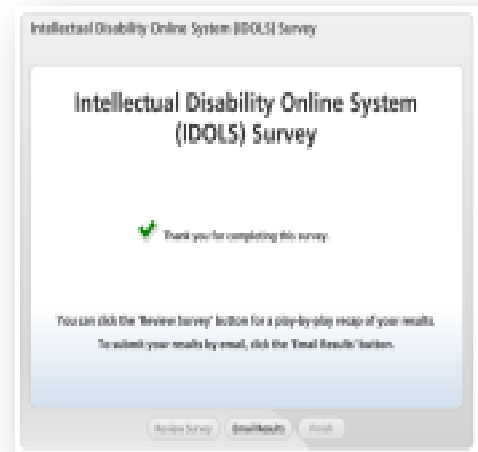 Intellectual Disability Online System (IDOLS) Survey
Intellectual Disability Online System
(IDOLS) Survey
Thank you for completing this survey.
You can click the 'Review Survey' button for a play-by-play recap of your results.
To submit your results by email, click the 'Email Results' button.
Review Survey
Email Results
Finish